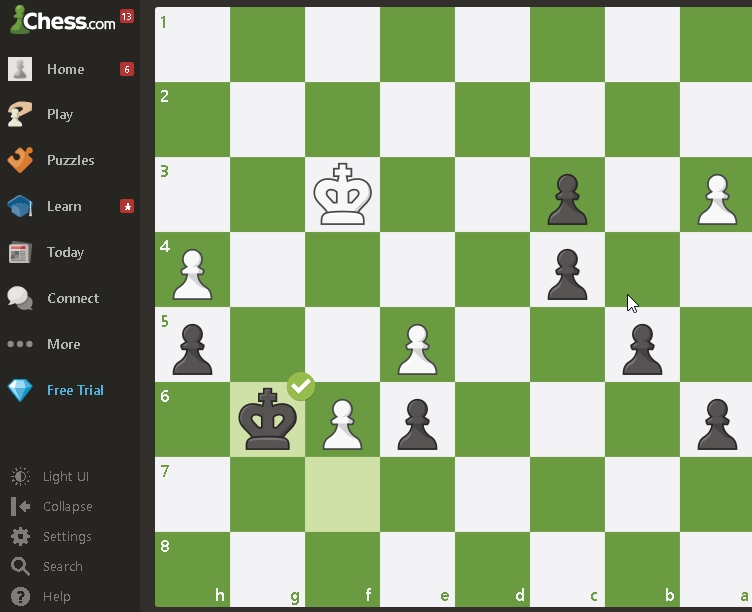 Chess.com 13
Home 6
Play
Puzzles
Learn
Today
Connect
More
Free Trial
Light UI
Collapse
Settings
Search
Help
1
2
3
4
5
6
7
8
h g f e d c b a